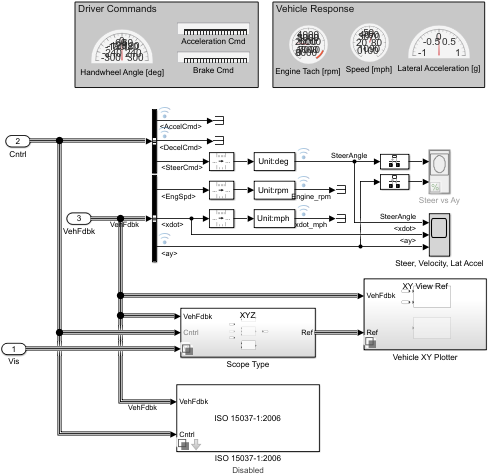 Driver Commands
Vehicle Response
Acceleration Cmd
Brake Cmd
Handwheel Angle [deg]
Engine Tach [rpm]
Speed [mph]
Lateral Acceleration [g]
-0.5
0
0.5
-1
1
<AccelCmd>
<DecelCmd>
<SteerCmd>
Unit:deg
SteerAngle
2
Cntrl
<EngSpd>
Unit:rpm
Engine_rpm
Steer vs Ay
3
VehFdbk
VehFdbk
<xdot>
Unit:mph
xdot_mph
SteerAngle
<xdot>
<ay>
<ay>
Steer, Velocity, Lat Accel
XY View Ref
VehFdbk
Ref
Vehicle XY Plotter
XYZ
VehFdbk
Cntrl
Ref
Scope Type
1
Vis
VehFdbk
VehFdbk
ISO 15037-1:2006
Cntrl
ISO 15037-1:2006
Disabled